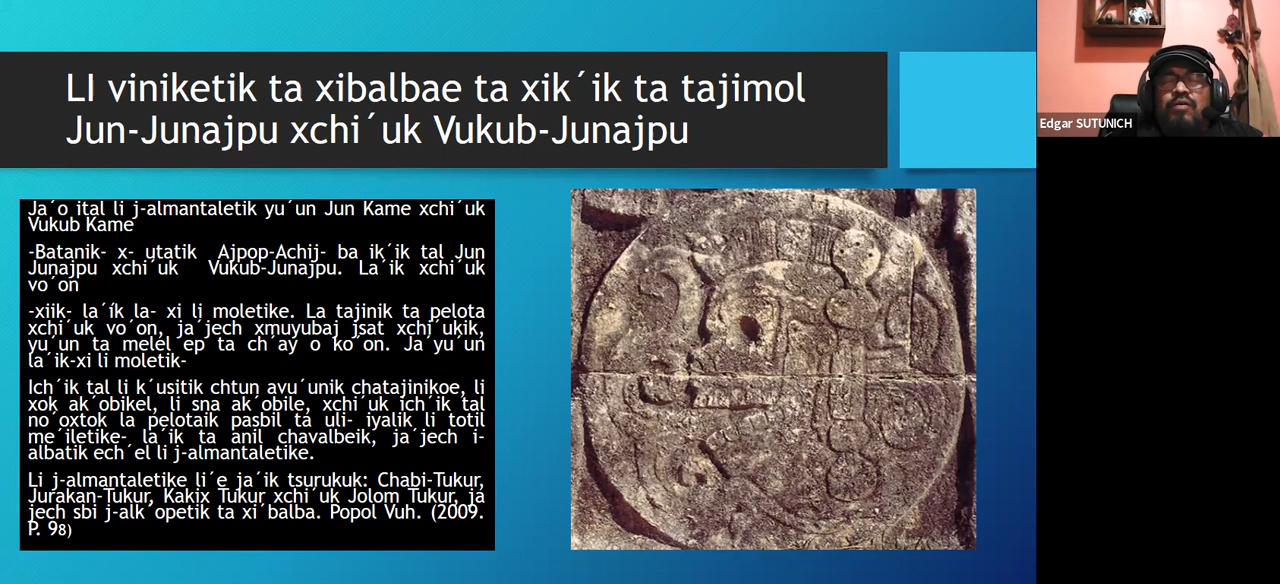 LI viniketik ta xibalbae ta xik´ik ta tajimol
Jun-Junajpu xchi´uk Vukub-Junajpu
Edgar SUTUNICH
Ja´o ital li j-almantaletik yu´un Jun Kame xchi´uk
Vukub Kame
-Batanik- x- utatik Ajpop-Achij- ba ik´ik tal Jun
Junajpu xchi´uk Vukub-Junajpu. La´ik xchi´uk
vo´on
-xiik- la´ik la- xi li moletike. La tajinik ta pelota
xchi´uk vo´on, ja´jech xmuyubaj jsat xchi´ukik,
yu´un ta melel ep ta ch´ay o ko´on. Ja´yu´un
la´ik-xi li moletik-
Ich´ik tal li k´usitik chtun avu´unik chatajinikoe, li
xok ak´obikel, li sna ak´obile, xchi´uk ich´ik tal
no´oxtok la pelotaik pasbil ta uli- iyalik li totil
me´iletike- la´ik ta anil chavalbeik, ja´jech i-
albatik ech´el li j-almantaletike.
Li j-almantaletike li´e ja´ik tsurukuk: Chabi-Tukur,
Jurakan-Tukur, Kakix Tukur xchi´uk Jolom Tukur, ja
jech sbi j-alk´opetik ta xi´balba. Popol Vuh. (2009.
P. 98)